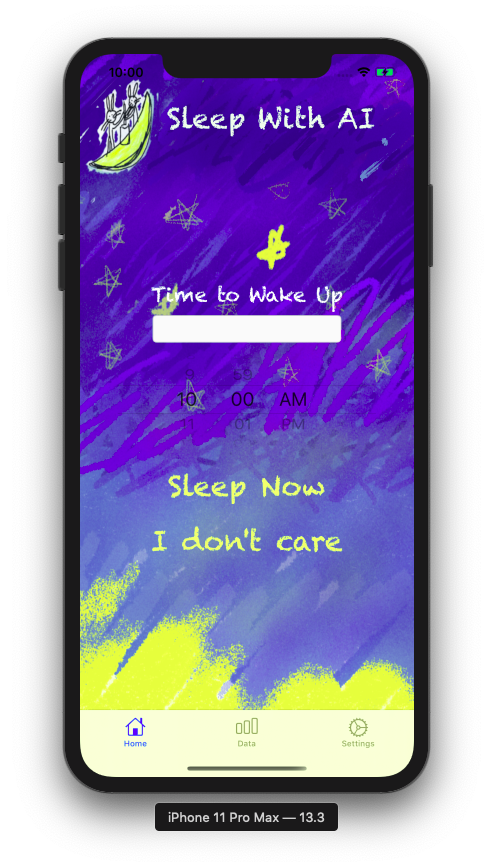 10:00
Sleep With AI
Time to Wake Up
10 00 AM
11 01 PM
Sleep Now
I don't care
Home Data Settings
iPhone 11 Pro Max — 13.3